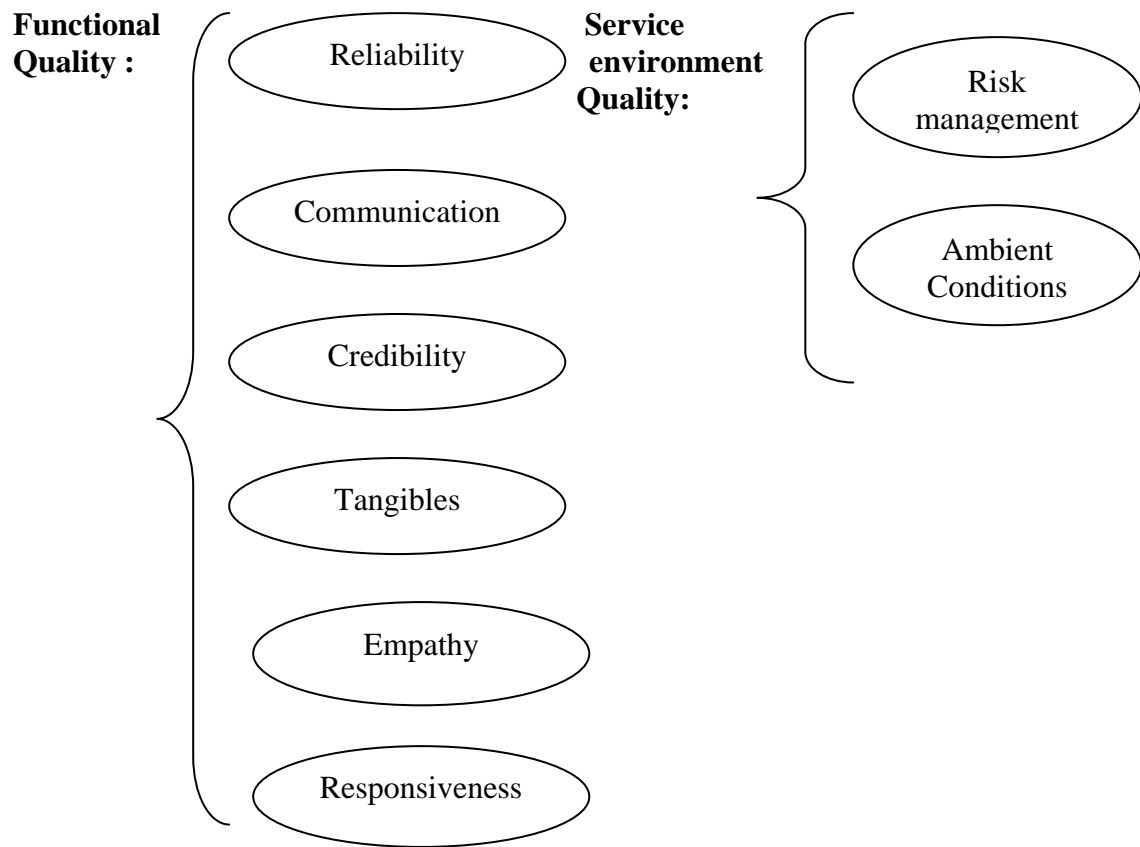 Functional
Quality :
Reliability
Communication
Credibility
Tangibles
Empathy
Responsiveness
Service
environment
Quality:
Risk
management
Ambient
Conditions